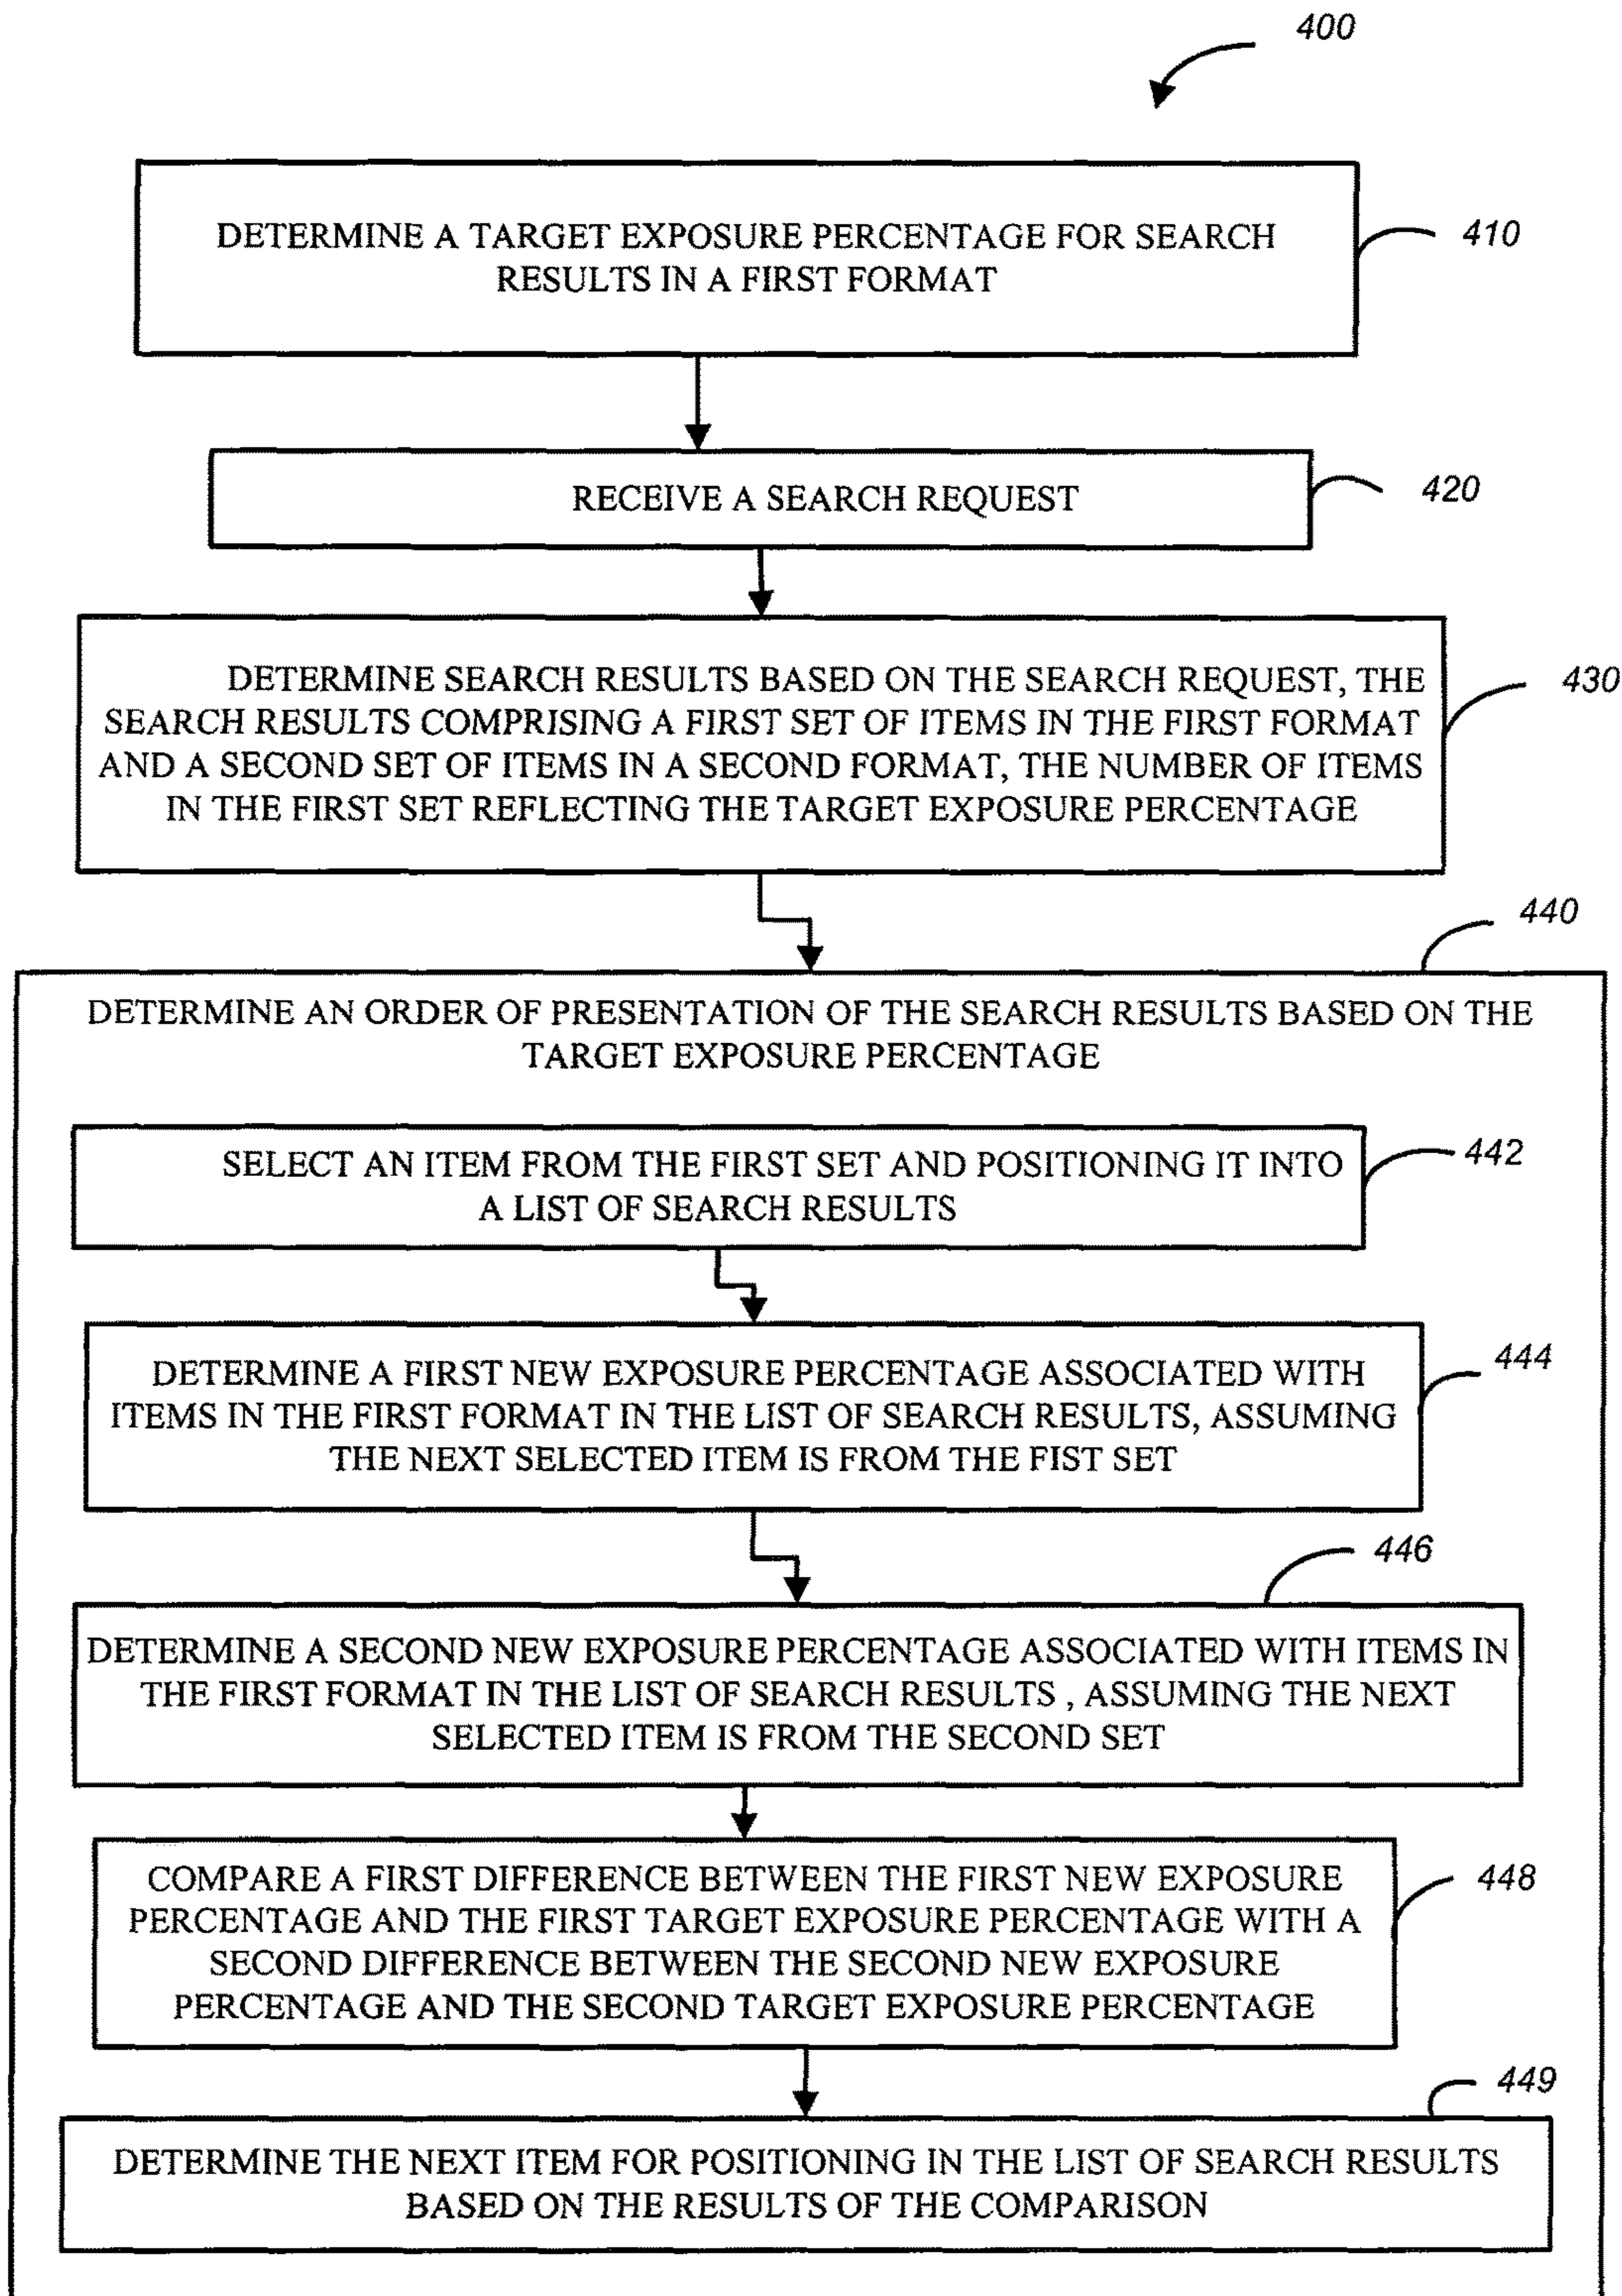 400
DETERMINE A TARGET EXPOSURE PERCENTAGE FOR SEARCH
RESULTS IN A FIRST FORMAT
410
RECEIVE A SEARCH REQUEST
420
DETERMINE SEARCH RESULTS BASED ON THE SEARCH REQUEST, THE
SEARCH RESULTS COMPRISING A FIRST SET OF ITEMS IN THE FIRST FORMAT
AND A SECOND SET OF ITEMS IN A SECOND FORMAT, THE NUMBER OF ITEMS
IN THE FIRST SET REFLECTING THE TARGET EXPOSURE PERCENTAGE
430
440
DETERMINE AN ORDER OF PRESENTATION OF THE SEARCH RESULTS BASED ON THE
TARGET EXPOSURE PERCENTAGE
SELECT AN ITEM FROM THE FIRST SET AND POSITIONING IT INTO
A LIST OF SEARCH RESULTS
442
DETERMINE A FIRST NEW EXPOSURE PERCENTAGE ASSOCIATED WITH
ITEMS IN THE FIRST FORMAT IN THE LIST OF SEARCH RESULTS, ASSUMING
THE NEXT SELECTED ITEM IS FROM THE FIST SET
444
446
DETERMINE A SECOND NEW EXPOSURE PERCENTAGE ASSOCIATED WITH ITEMS IN
THE FIRST FORMAT IN THE LIST OF SEARCH RESULTS , ASSUMING THE NEXT
SELECTED ITEM IS FROM THE SECOND SET
COMPARE A FIRST DIFFERENCE BETWEEN THE FIRST NEW EXPOSURE
PERCENTAGE AND THE FIRST TARGET EXPOSURE PERCENTAGE WITH A
SECOND DIFFERENCE BETWEEN THE SECOND NEW EXPOSURE
PERCENTAGE AND THE SECOND TARGET EXPOSURE PERCENTAGE
448
449
DETERMINE THE NEXT ITEM FOR POSITIONING IN THE LIST OF SEARCH RESULTS
BASED ON THE RESULTS OF THE COMPARISON